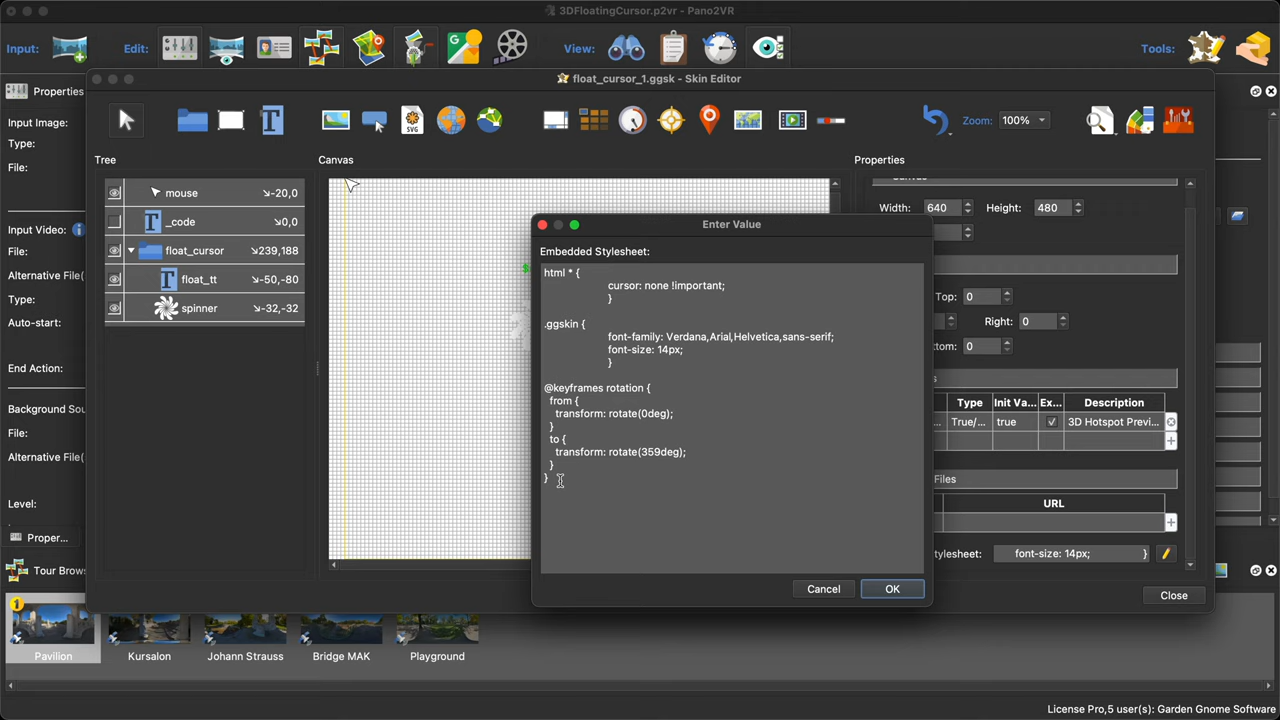 3DFloatingCursor.p2vr - Pano2VR
Input:
Edit:
View:
Tools:
float_cursor_1.ggsk - Skin Editor
Properties
Input Image:
Type:
File:
Input Video:
File:
Alternative File(
Type:
Auto-start:
End Action:
Background Sou
File:
Alternative File(
Level:
Proper...
Tour Brow
T
SVG
Zoom:
100%
Tree
mouse
-20,0
T
_code
0,0
float_cursor
239,188
T
float_tt
-50,-80
spinner
-32,-32
Canvas
$
Properties
Width:
640
Height:
480
Top:
0
Right:
0
tom:
0
s
Type
Init Va...
Ex...
Description
True/...
true
3D Hotspot Previ...
Files
URL
tylesheet:
font-size: 14px;
}
Close
Enter Value
Embedded Stylesheet:
html * {
cursor: none !important;
}
.ggskin {
font-family: Verdana,Arial,Helvetica,sans-serif;
font-size: 14px;
}
@keyframes rotation {
from {
transform: rotate(0deg);
}
to {
transform: rotate(359deg);
}
}
Cancel
OK
1
Pavilion
Kursalon
Johann Strauss
Bridge MAK
Playground
License Pro,5 user(s): Garden Gnome Software